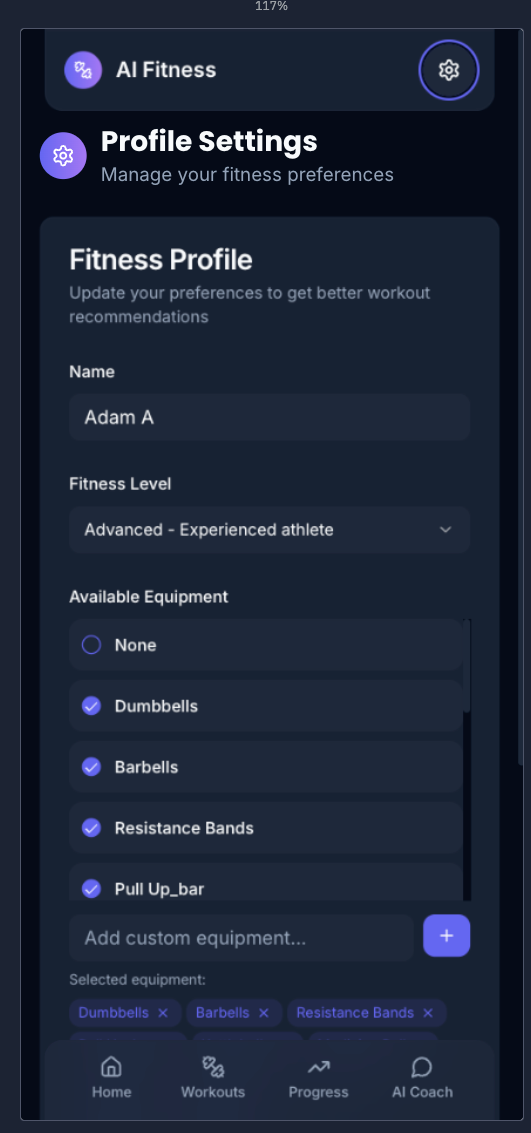 117%
AI Fitness
Profile Settings
Manage your fitness preferences
Fitness Profile
Update your preferences to get better workout
recommendations
Name
Adam A
Fitness Level
Advanced - Experienced athlete
Available Equipment
None
Dumbbells
Barbells
Resistance Bands
Pull Up_bar
Add custom equipment...
Selected equipment:
Dumbbells × Barbells × Resistance Bands ×
Home Workouts Progress AI Coach